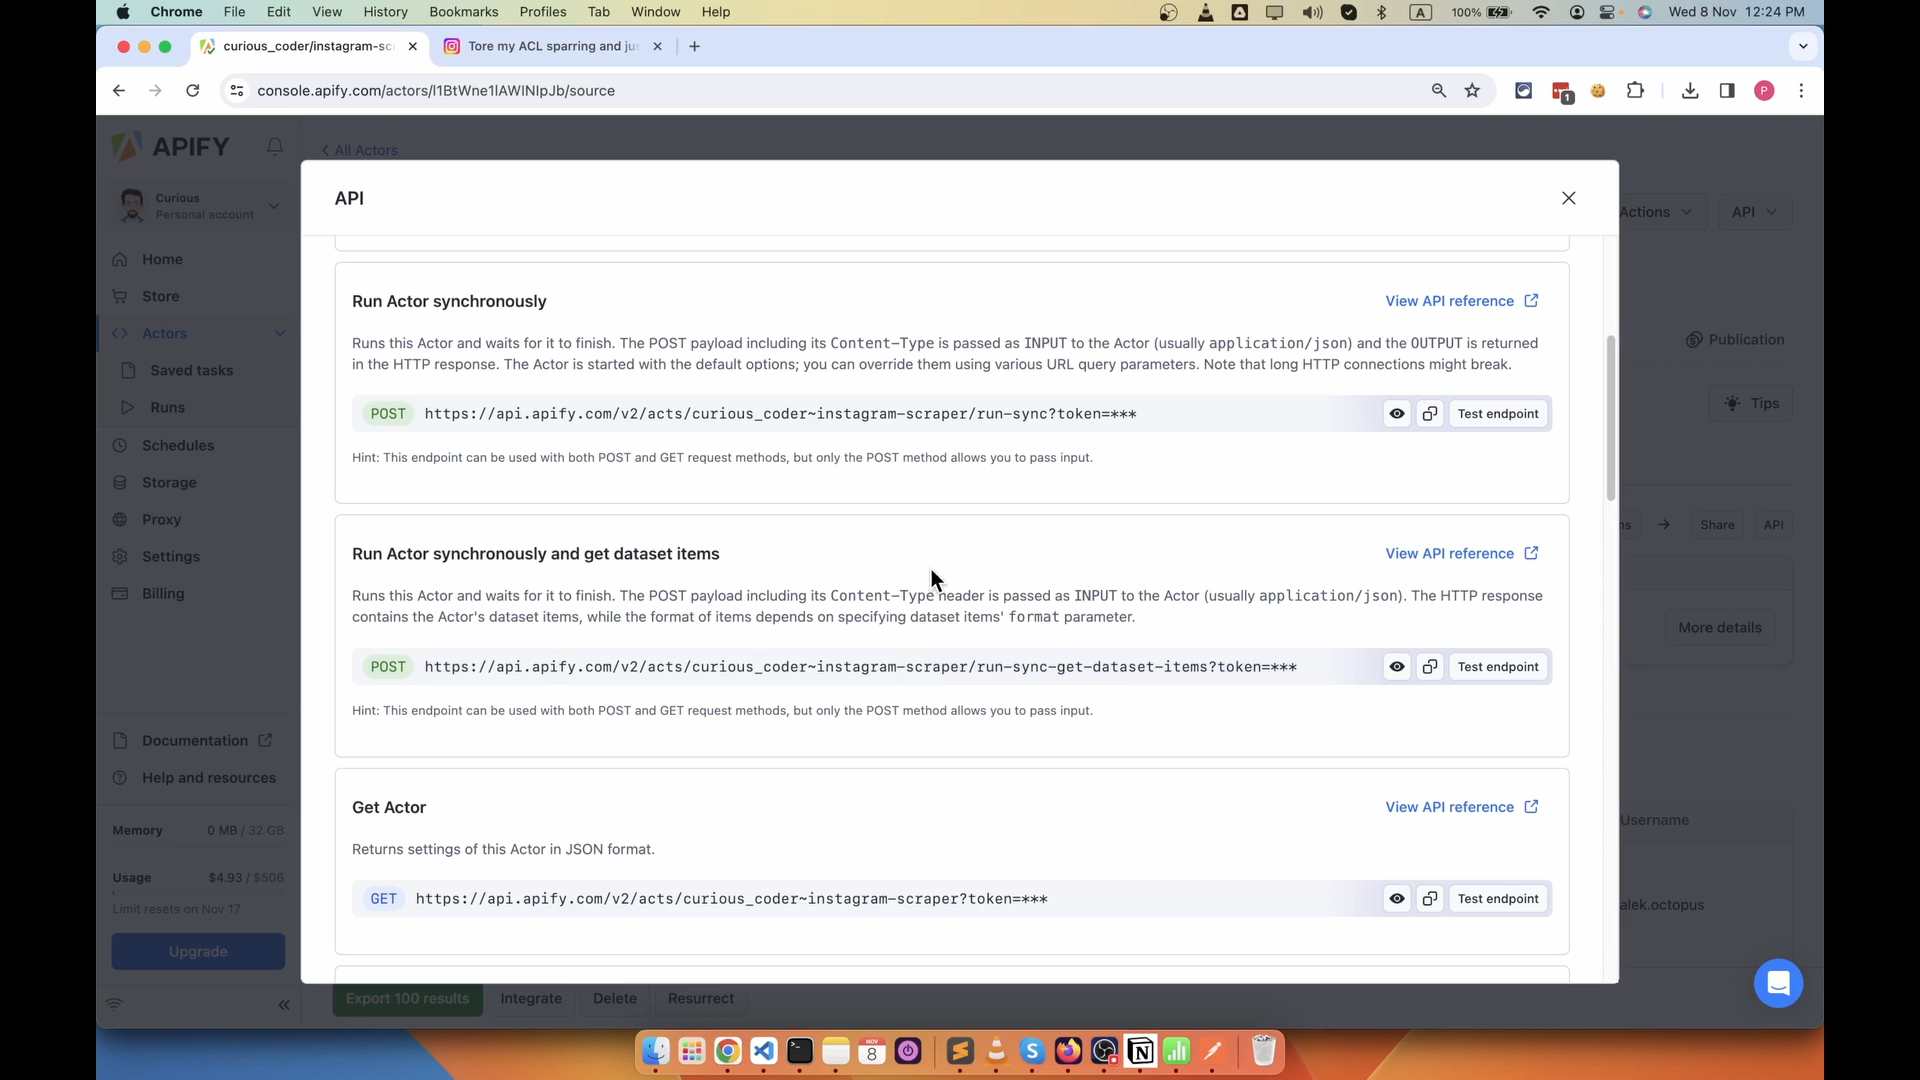 Chrome File Edit View History Bookmarks Profiles Tab Window Help
A 100% Wed 8 Nov 12:24 PM
curious_coder/instagram-sc
Tore my ACL sparring and ju
console.apify.com/actors/l1BtWne1lAWlNIpJb/source
1
P
APIFY
< All Actors
Curious
Personal account
Home
Store
Actors
Saved tasks
Runs
Schedules
Storage
Proxy
Settings
Billing
Documentation
Help and resources
Memory 0 MB / 32 GB
Usage $4.93 / $506
Limit resets on Nov 17
Upgrade
API
Run Actor synchronously
View API reference
Runs this Actor and waits for it to finish. The POST payload including its Content-Type is passed as INPUT to the Actor (usually application/json) and the OUTPUT is returned
in the HTTP response. The Actor is started with the default options; you can override them using various URL query parameters. Note that long HTTP connections might break.
POST https://api.apify.com/v2/acts/curious_coder~instagram-scraper/run-sync?token=***
Test endpoint
Hint: This endpoint can be used with both POST and GET request methods, but only the POST method allows you to pass input.
Run Actor synchronously and get dataset items
View API reference
Runs this Actor and waits for it to finish. The POST payload including its Content-Type header is passed as INPUT to the Actor (usually application/json). The HTTP response
contains the Actor's dataset items, while the format of items depends on specifying dataset items' format parameter.
POST https://api.apify.com/v2/acts/curious_coder~instagram-scraper/run-sync-get-dataset-items?token=***
Test endpoint
Hint: This endpoint can be used with both POST and GET request methods, but only the POST method allows you to pass input.
Get Actor
View API reference
Returns settings of this Actor in JSON format.
GET https://api.apify.com/v2/acts/curious_coder~instagram-scraper?token=***
Test endpoint
Actions
API
Publication
Tips
ns
Share
API
More details
Username
alek.octopus
Export 100 results
Integrate
Delete
Resurrect
NOV
8